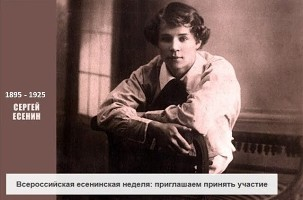 1895 - 1925
СЕРГЕЙ
ЕСЕНИН
Всероссийская есенинская неделя: приглашаем принять участие